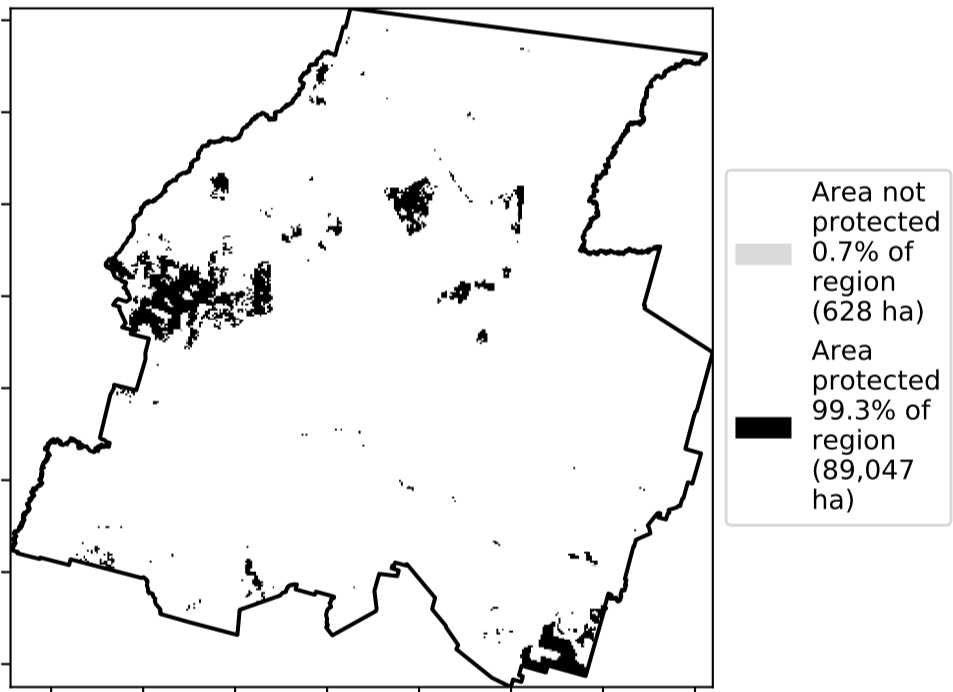 Area not
protected
0.7% of
region
(628 ha)
Area
protected
99.3% of
region
(89,047
ha)